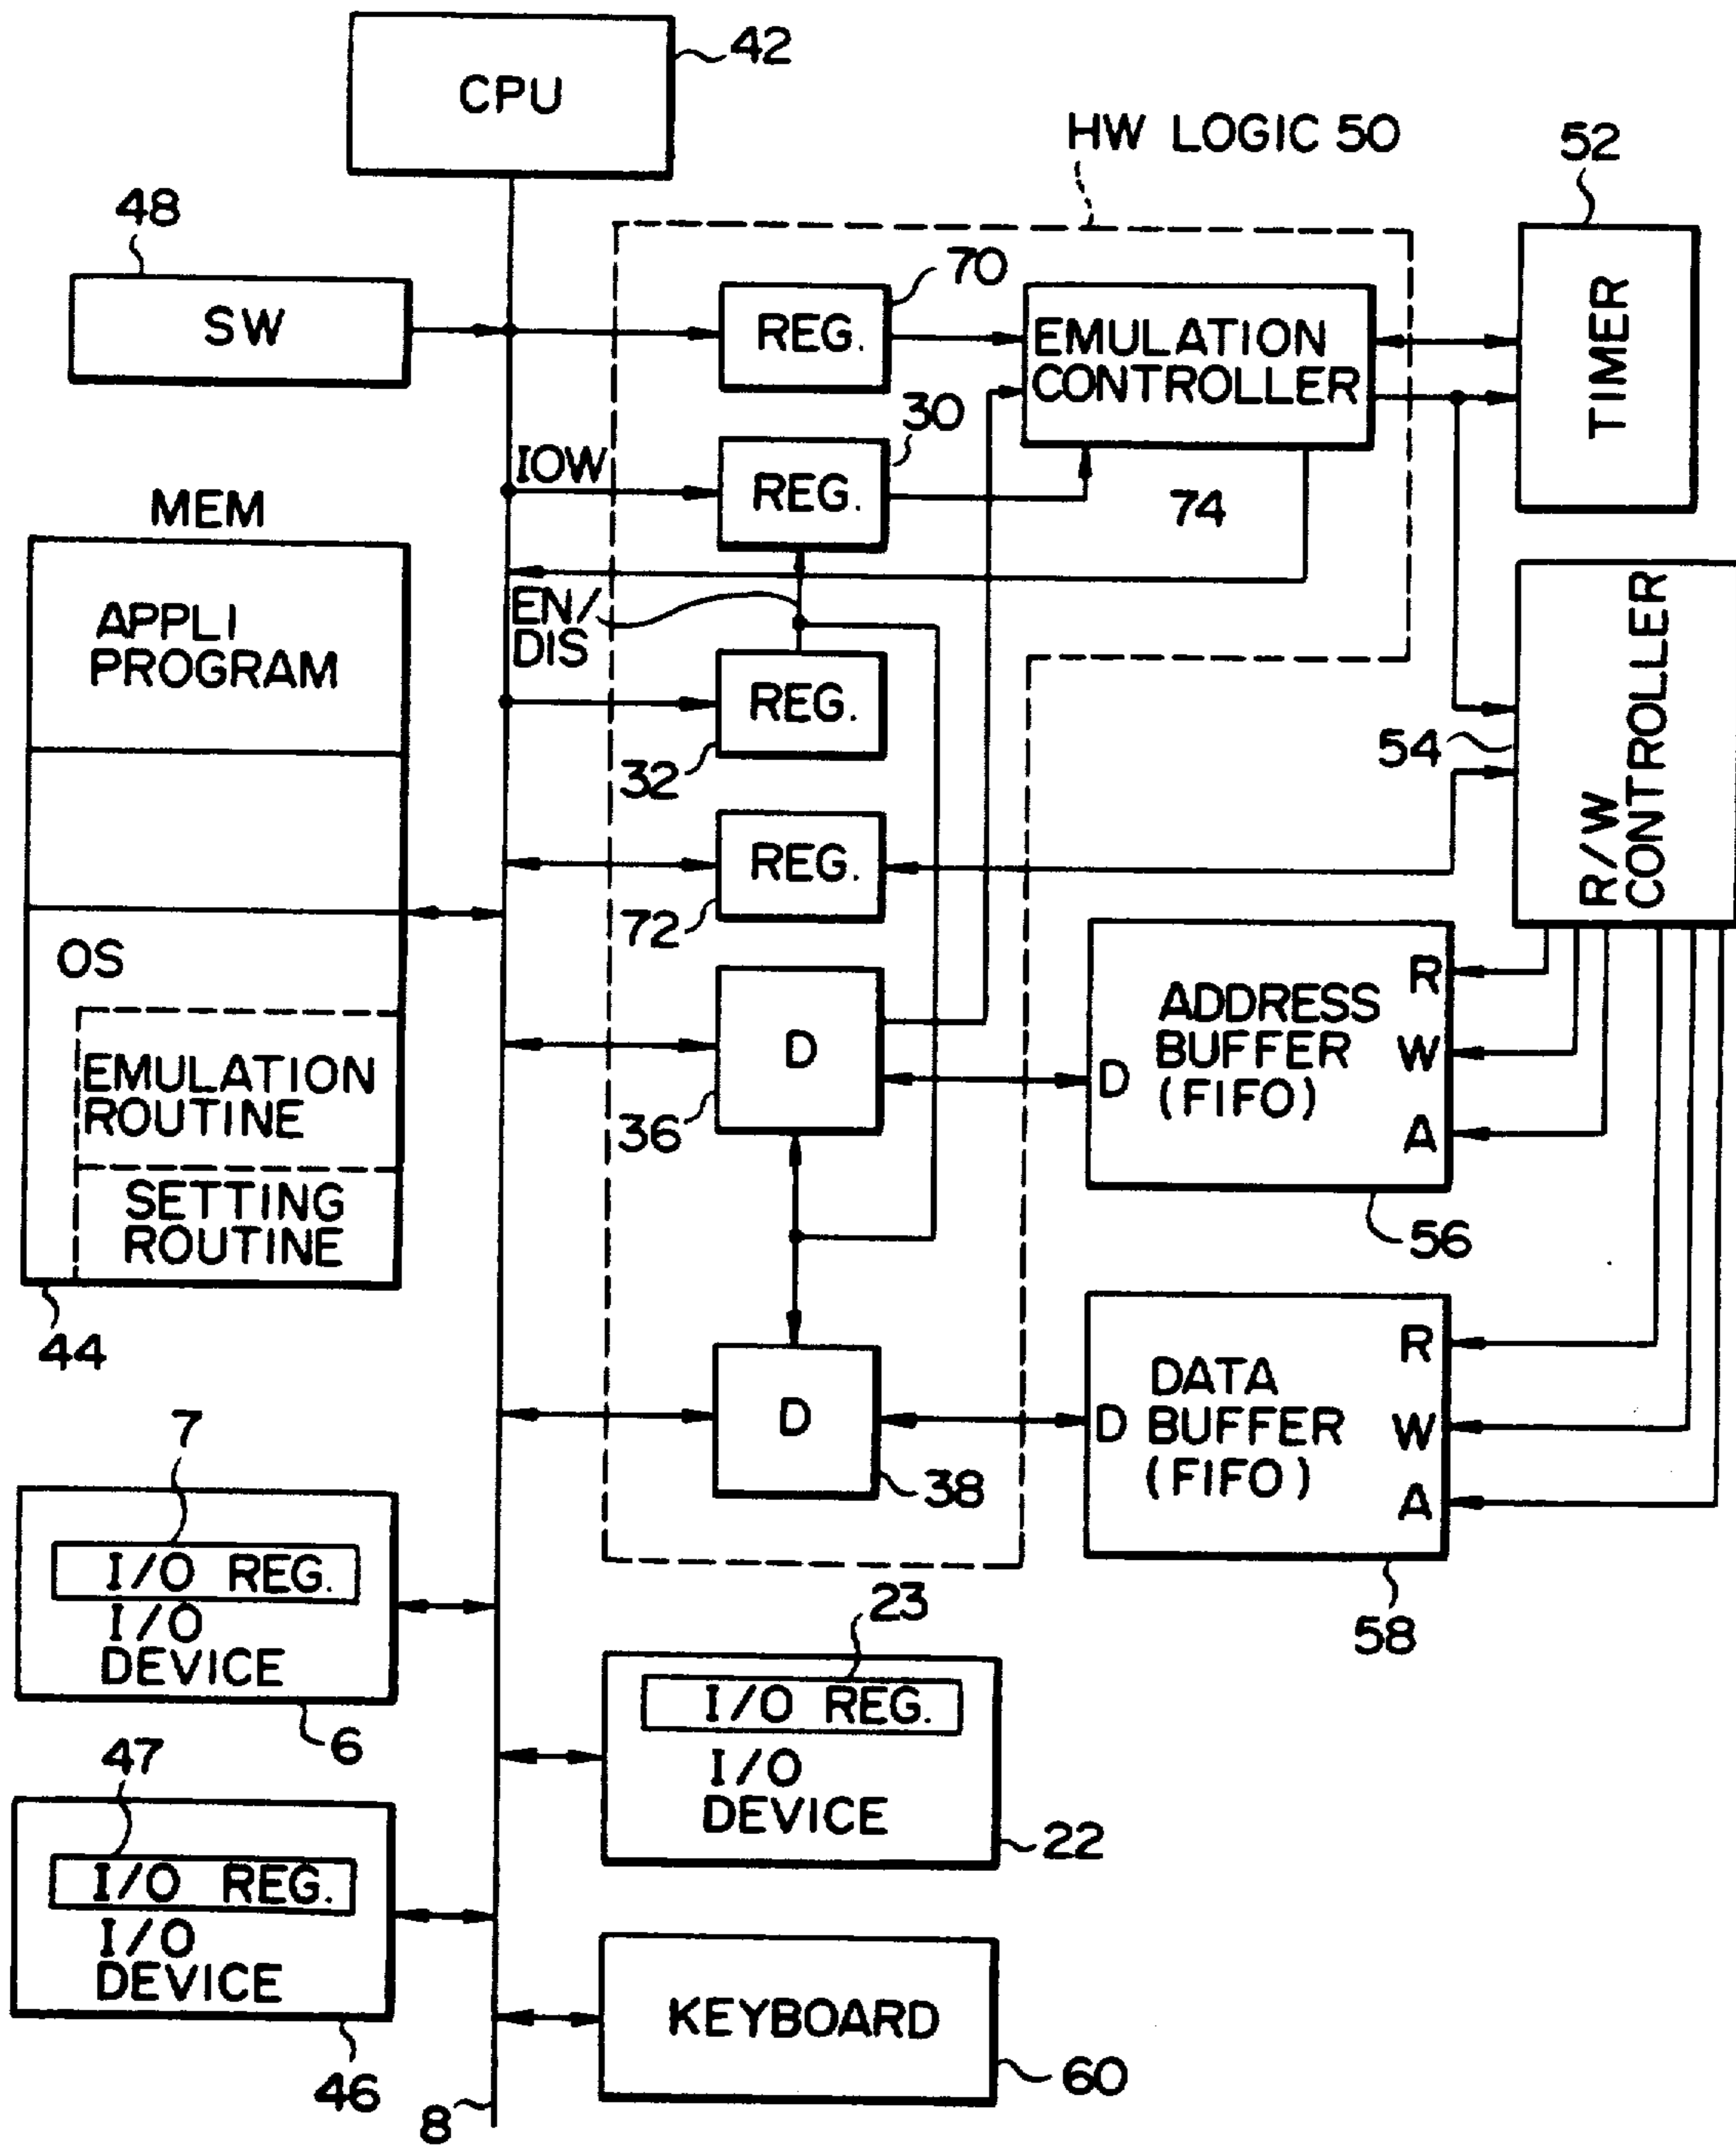 CPU
42
HW LOGIC 50
52
48
SW
70
REG.
EMULATION
CONTROLLER
TIMER
30
IOW
REG.
74
MEM
EN/
DIS
APPLI
PROGRAM
REG.
32
54
R/W
CONTROLLER
REG.
72
OS
D
36
ADDRESS
BUFFER
(FIFO)
D
R
W
A
56
EMULATION
ROUTINE
SETTING
ROUTINE
44
D
38
DATA
BUFFER
(FIFO)
D
R
W
A
58
7
I/O REG.
I/O
DEVICE
6
23
I/O REG.
I/O
DEVICE
22
47
I/O REG.
I/O
DEVICE
46
KEYBOARD
60
8